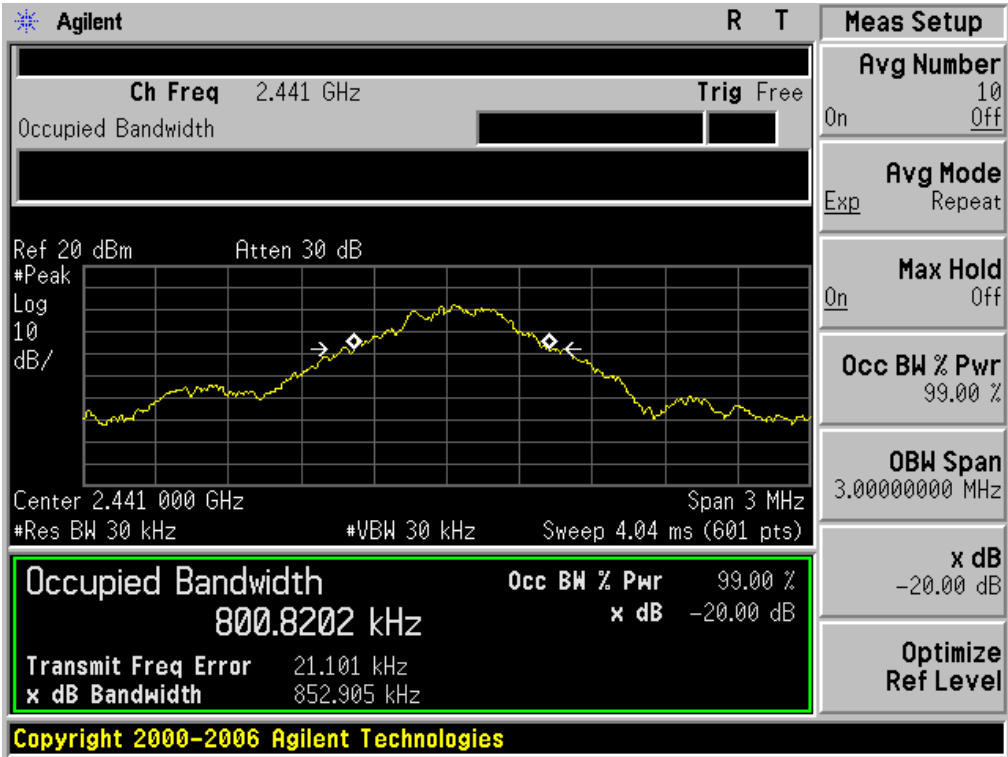 Agilent R T
Ch Freq 2.441 GHz Trig Free
Occupied Bandwidth
Ref 20 dBm Atten 30 dB
#Peak
Log
10
dB/
Center 2.441 000 GHz Span 3 MHz
#Res BW 30 kHz #VBW 30 kHz Sweep 4.04 ms (601 pts)
Occupied Bandwidth Occ BW % Pwr 99.00 %
800.8202 kHz x dB -20.00 dB
Transmit Freq Error 21.101 kHz
x dB Bandwidth 852.905 kHz
Copyright 2000-2006 Agilent Technologies
Meas Setup
Avg Number
10
On Off
Avg Mode
Exp Repeat
Max Hold
On Off
Occ BW % Pwr
99.00 %
OBW Span
3.00000000 MHz
x dB
-20.00 dB
Optimize
Ref Level